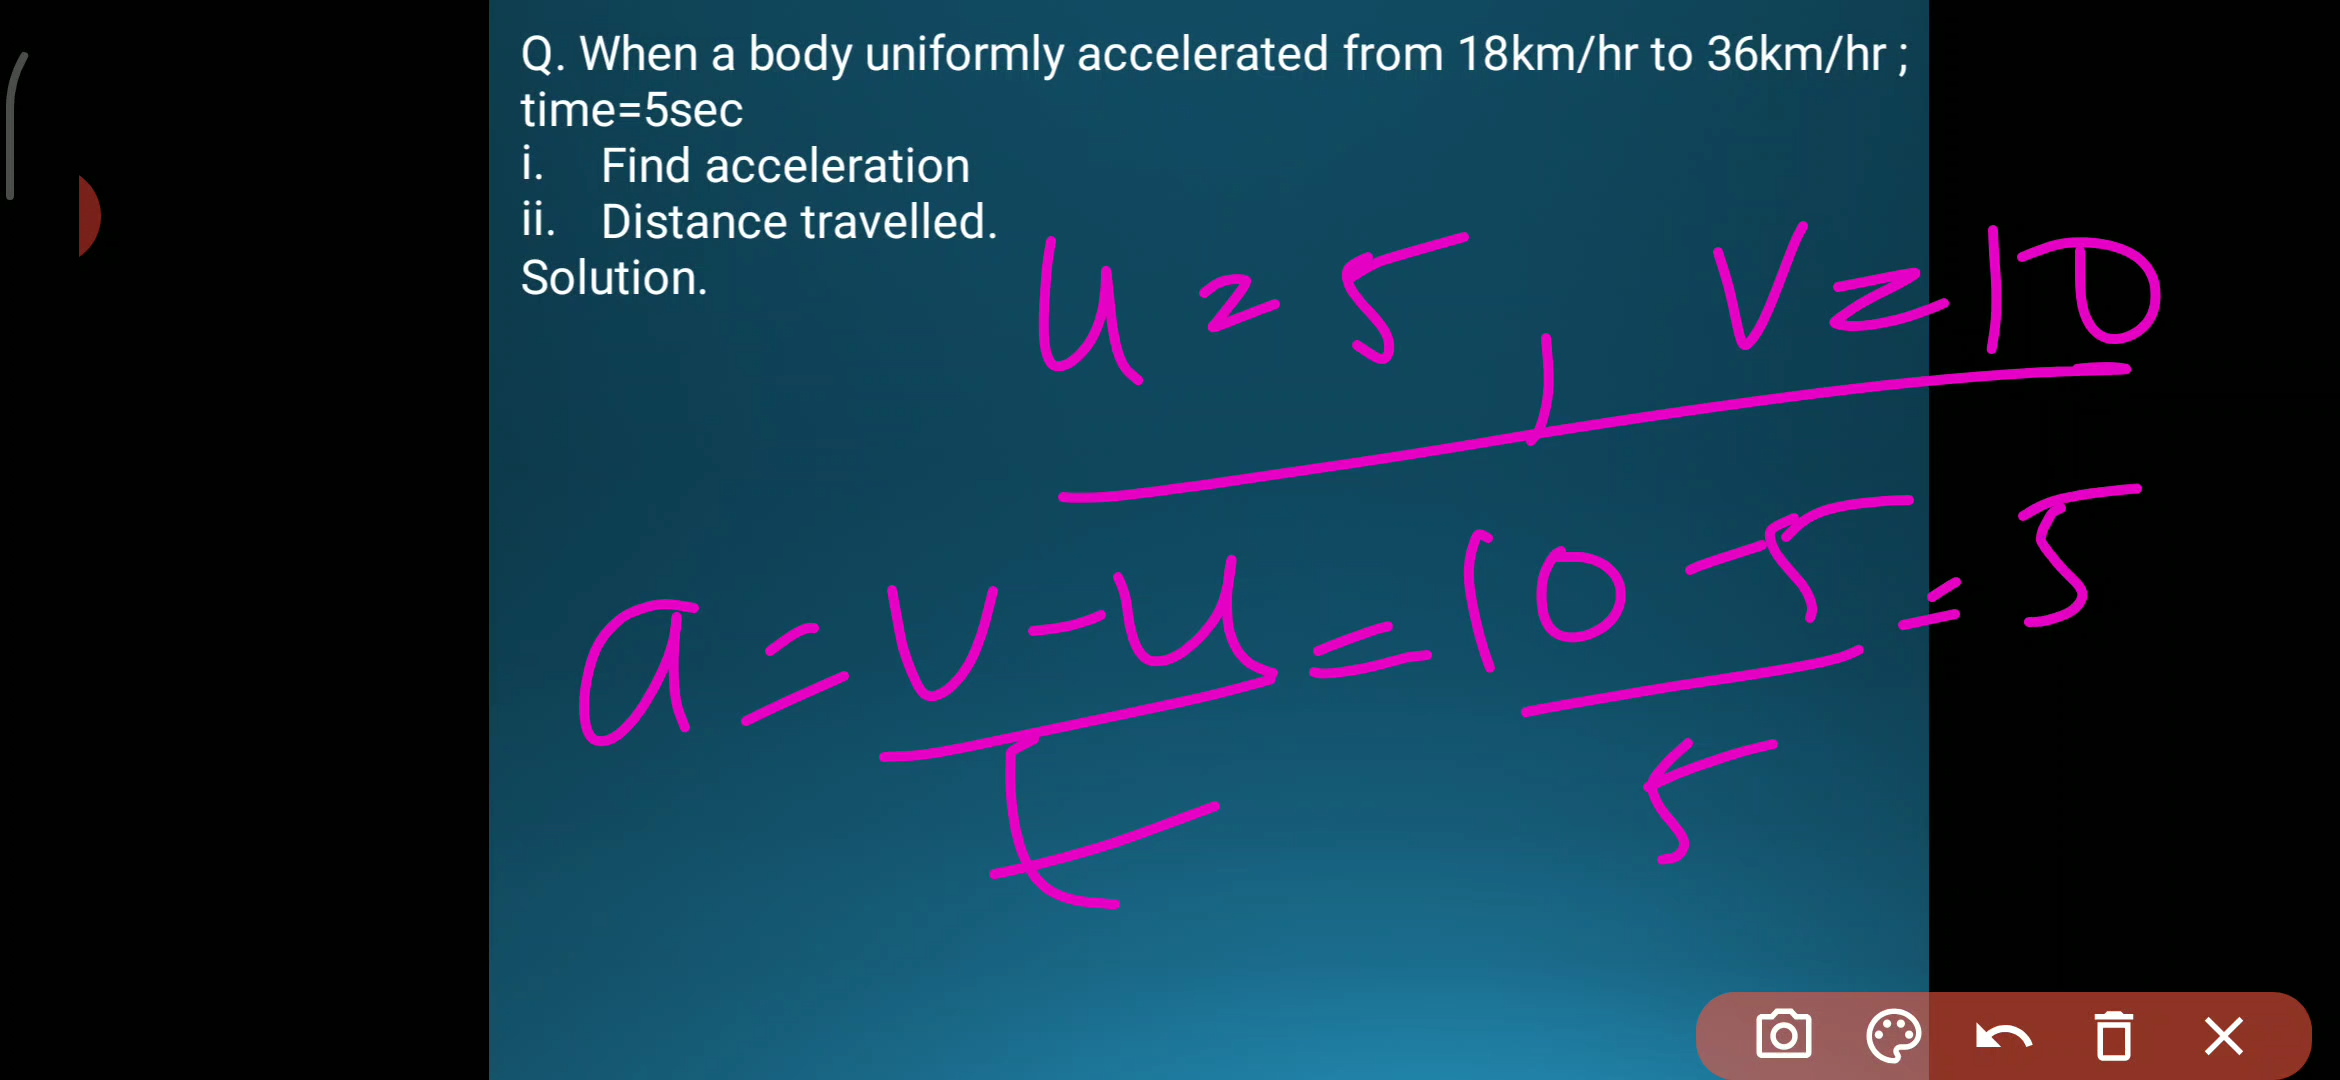 Q. When a body uniformly accelerated from 18km/hr to 36km/hr ;
time=5sec
i. Find acceleration
ii. Distance travelled.
Solution.
u = 5 , v = 10
a = v - u = 10 - 5 = 5
t 5